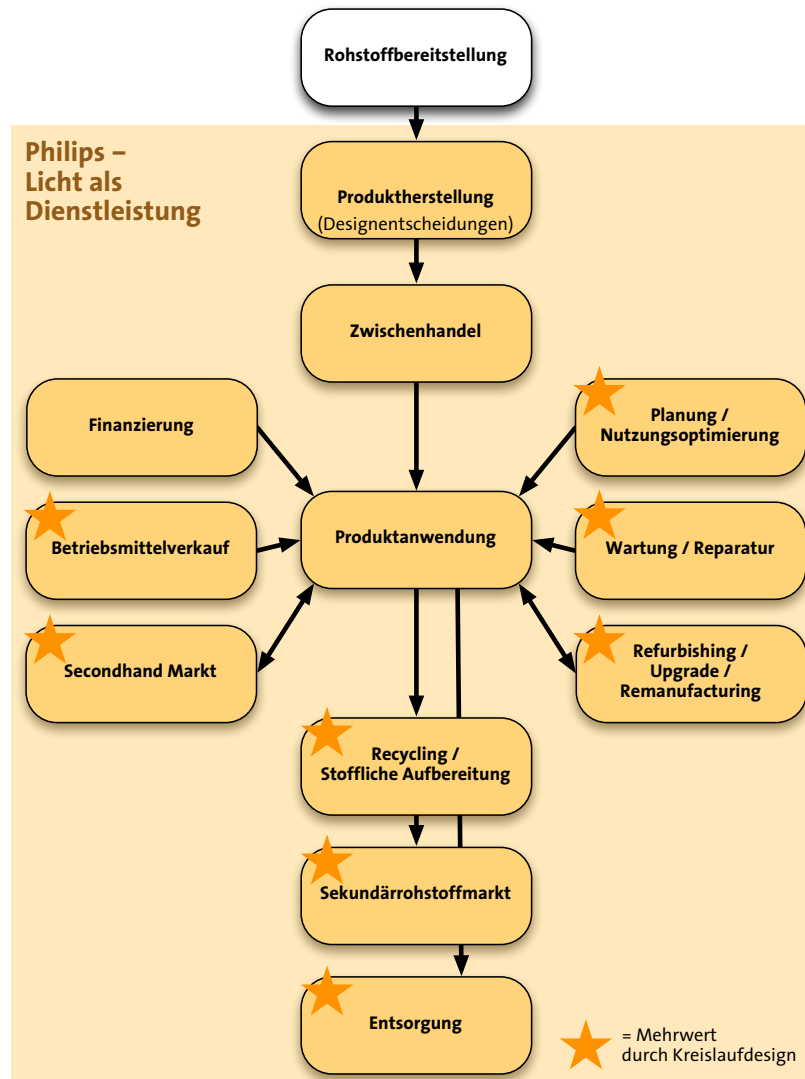 Rohstoffbereitstellung
Philips –
Licht als
Dienstleistung
Produktherstellung
(Designentscheidungen)
Zwischenhandel
Finanzierung
Planung /
Nutzungsoptimierung
Betriebsmittelverkauf
Produktanwendung
Wartung / Reparatur
Secondhand Markt
Refurbishing /
Upgrade /
Remanufacturing
Recycling /
Stoffliche Aufbereitung
Sekundärrohstoffmarkt
Entsorgung
= Mehrwert
durch Kreislaufdesign